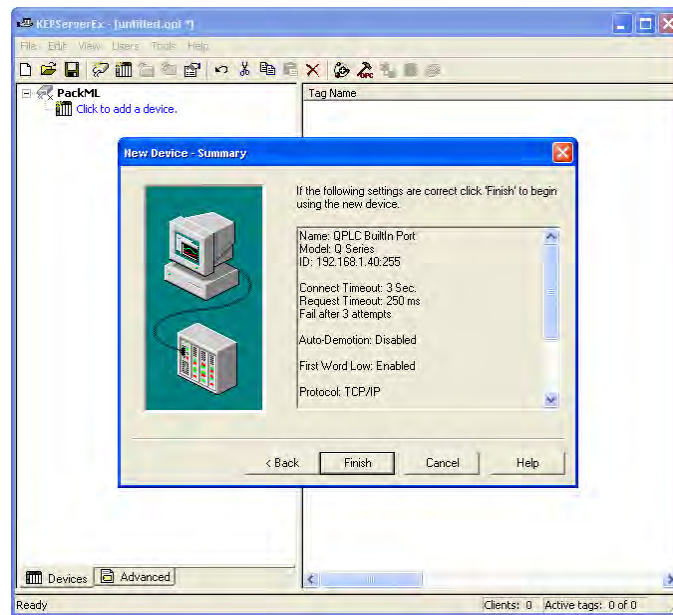 KEPServerEx - [untitled.opf *]
File Edit View Users Tools Help
OPC
PackML
Click to add a device.
Tag Name
New Device - Summary
If the following settings are correct click 'Finish' to begin
using the new device.
Name: QPLC BuiltIn Port
Model: Q Series
ID: 192.168.1.40:255
Connect Timeout: 3 Sec.
Request Timeout: 250 ms
Fail after 3 attempts
Auto-Demotion: Disabled
First Word Low: Enabled
Protocol: TCP/IP
< Back Finish Cancel Help
Devices Advanced
Ready Clients: 0 Active tags: 0 of 0